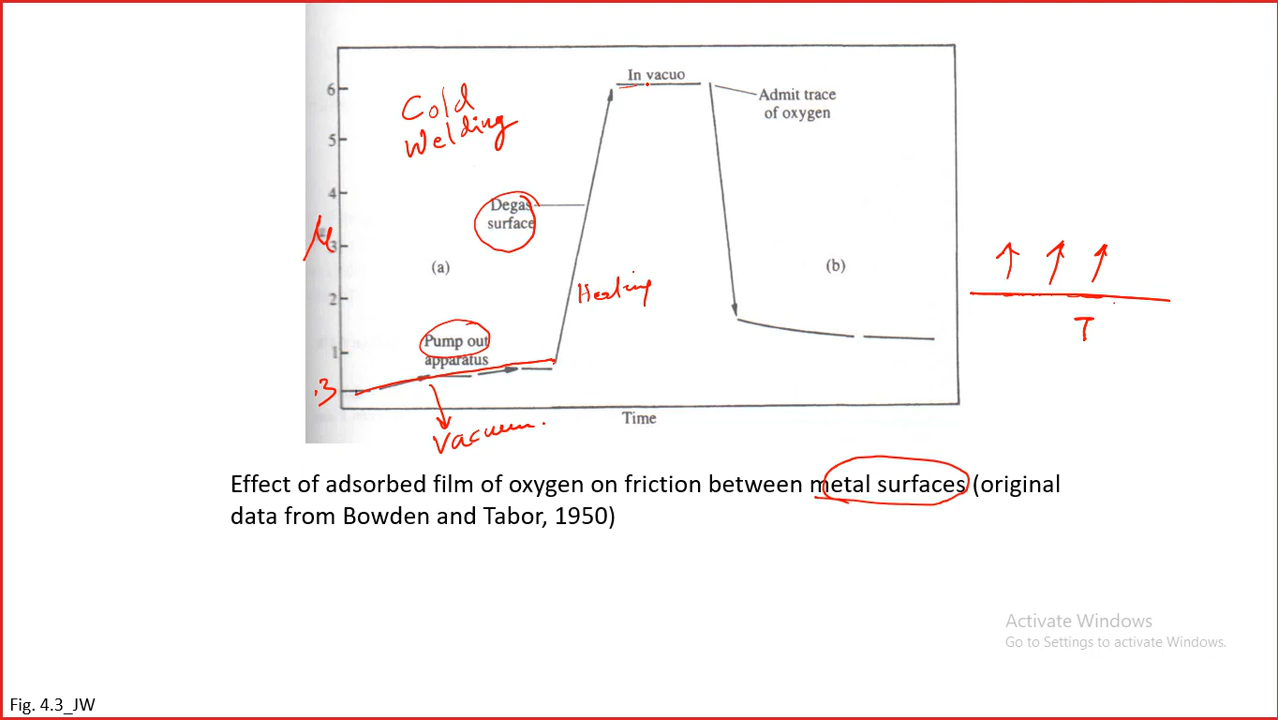 In vacuo
6
5
4
3
2
1
.3
μ
Cold
Welding
Admit trace
of oxygen
Degas
surface
(a)
(b)
Heating
Pump out
apparatus
Vacuum.
Time
T
Effect of adsorbed film of oxygen on friction between metal surfaces (original
data from Bowden and Tabor, 1950)
Activate Windows
Go to Settings to activate Windows.
Fig. 4.3_JW